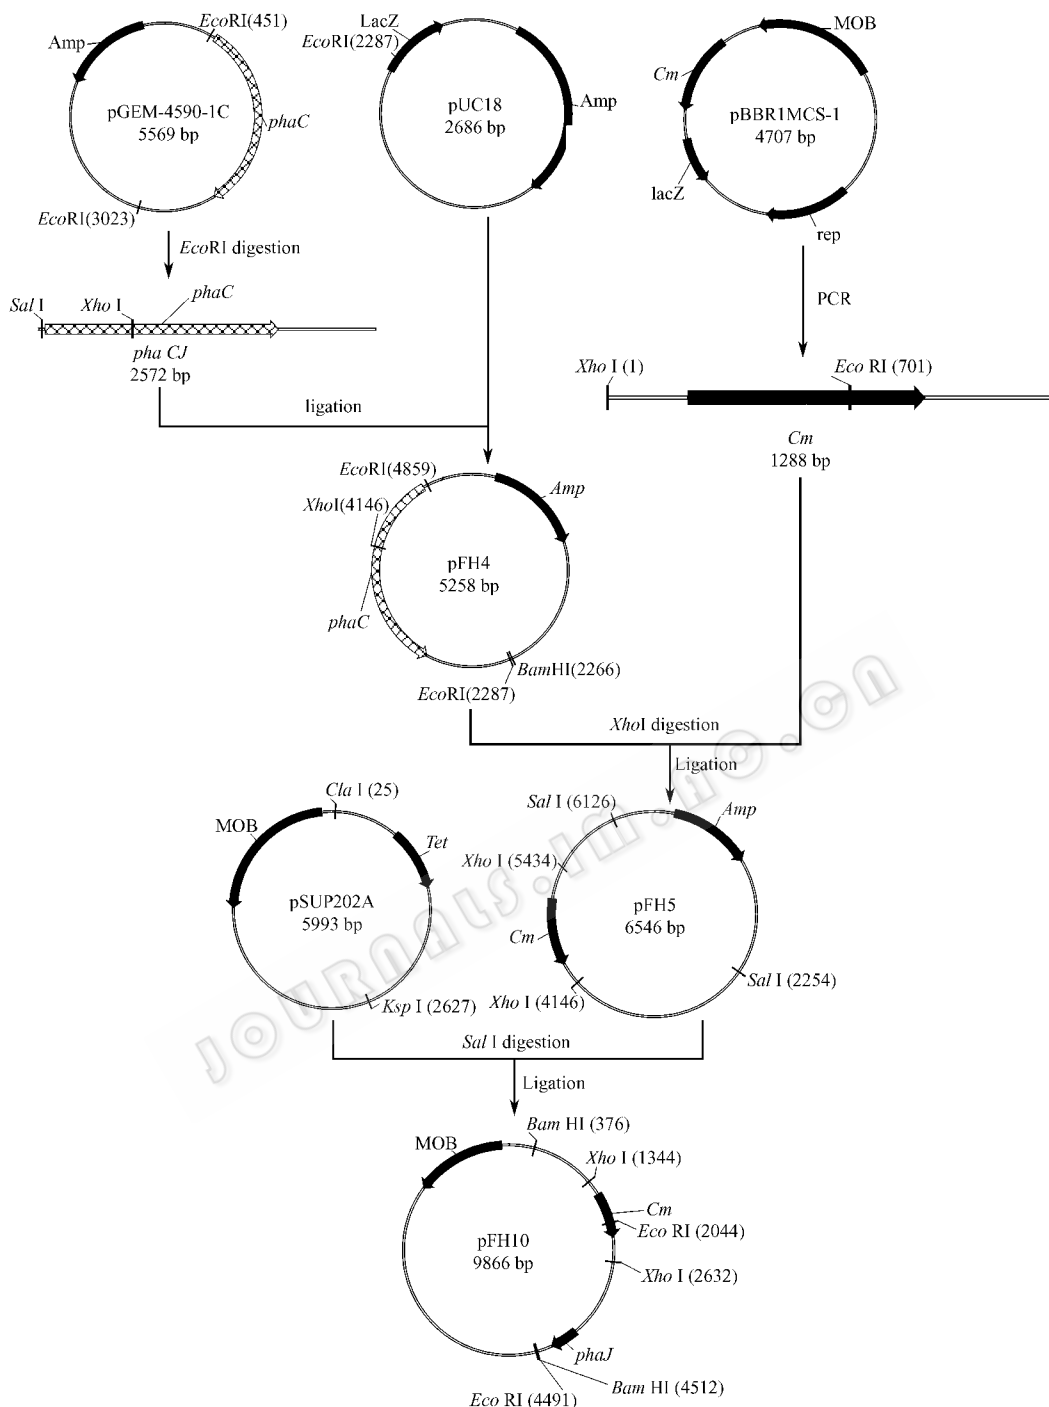 EcoRI(451)
Amp
pGEM-4590-1C
5569 bp
phaC
EcoRI(3023)
LacZ
EcoRI(2287)
pUC18
2686 bp
Amp
MOB
Cm
pBBR1MCS-1
4707 bp
lacZ
rep
EcoRI digestion
PCR
Sal I
Xho I
phaC
pha CJ
2572 bp
ligation
Xho I (1)
Eco RI (701)
Cm
1288 bp
EcoRI(4859)
XhoI(4146)
Amp
pFH4
5258 bp
phaC
BamHI(2266)
EcoRI(2287)
XhoI digestion
Ligation
Cla I (25)
MOB
Tet
pSUP202A
5993 bp
Ksp I (2627)
Sal I (6126)
Amp
Xho I (5434)
pFH5
6546 bp
Cm
Sal I (2254)
Xho I (4146)
Sal I digestion
Ligation
MOB
Bam HI (376)
Xho I (1344)
Cm
Eco RI (2044)
pFH10
9866 bp
Xho I (2632)
phaJ
Bam HI (4512)
Eco RI (4491)
JOURNALS.IM.AC.CN